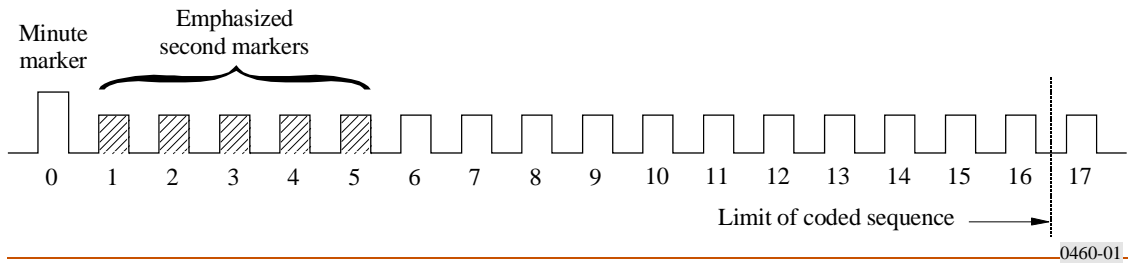 Emphasized
second markers
Minute
marker
0 1 2 3 4 5 6 7 8 9 10 11 12 13 14 15 16 17
Limit of coded sequence
0460-01